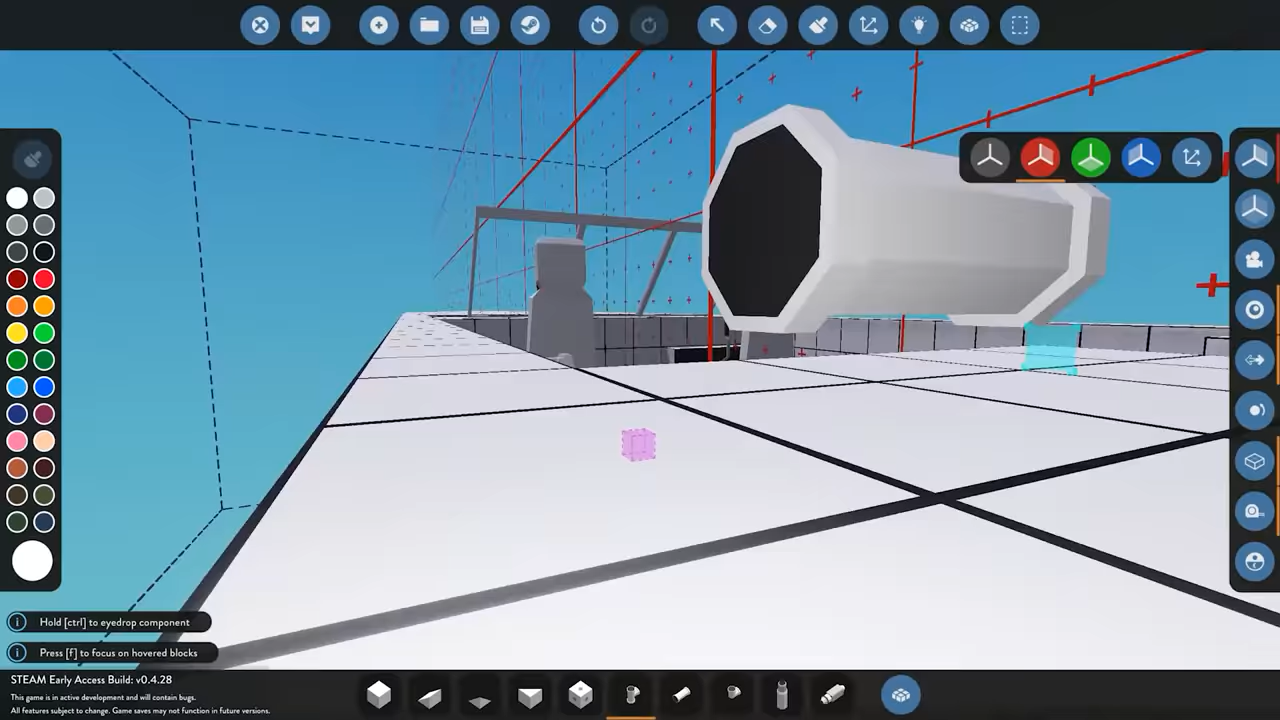 Hold [ctrl] to eyedrop component
Press [f] to focus on hovered blocks
STEAM Early Access Build: v0.4.28
This game is in active development and will contain bugs.
All features subject to change. Game saves may not function in future versions.